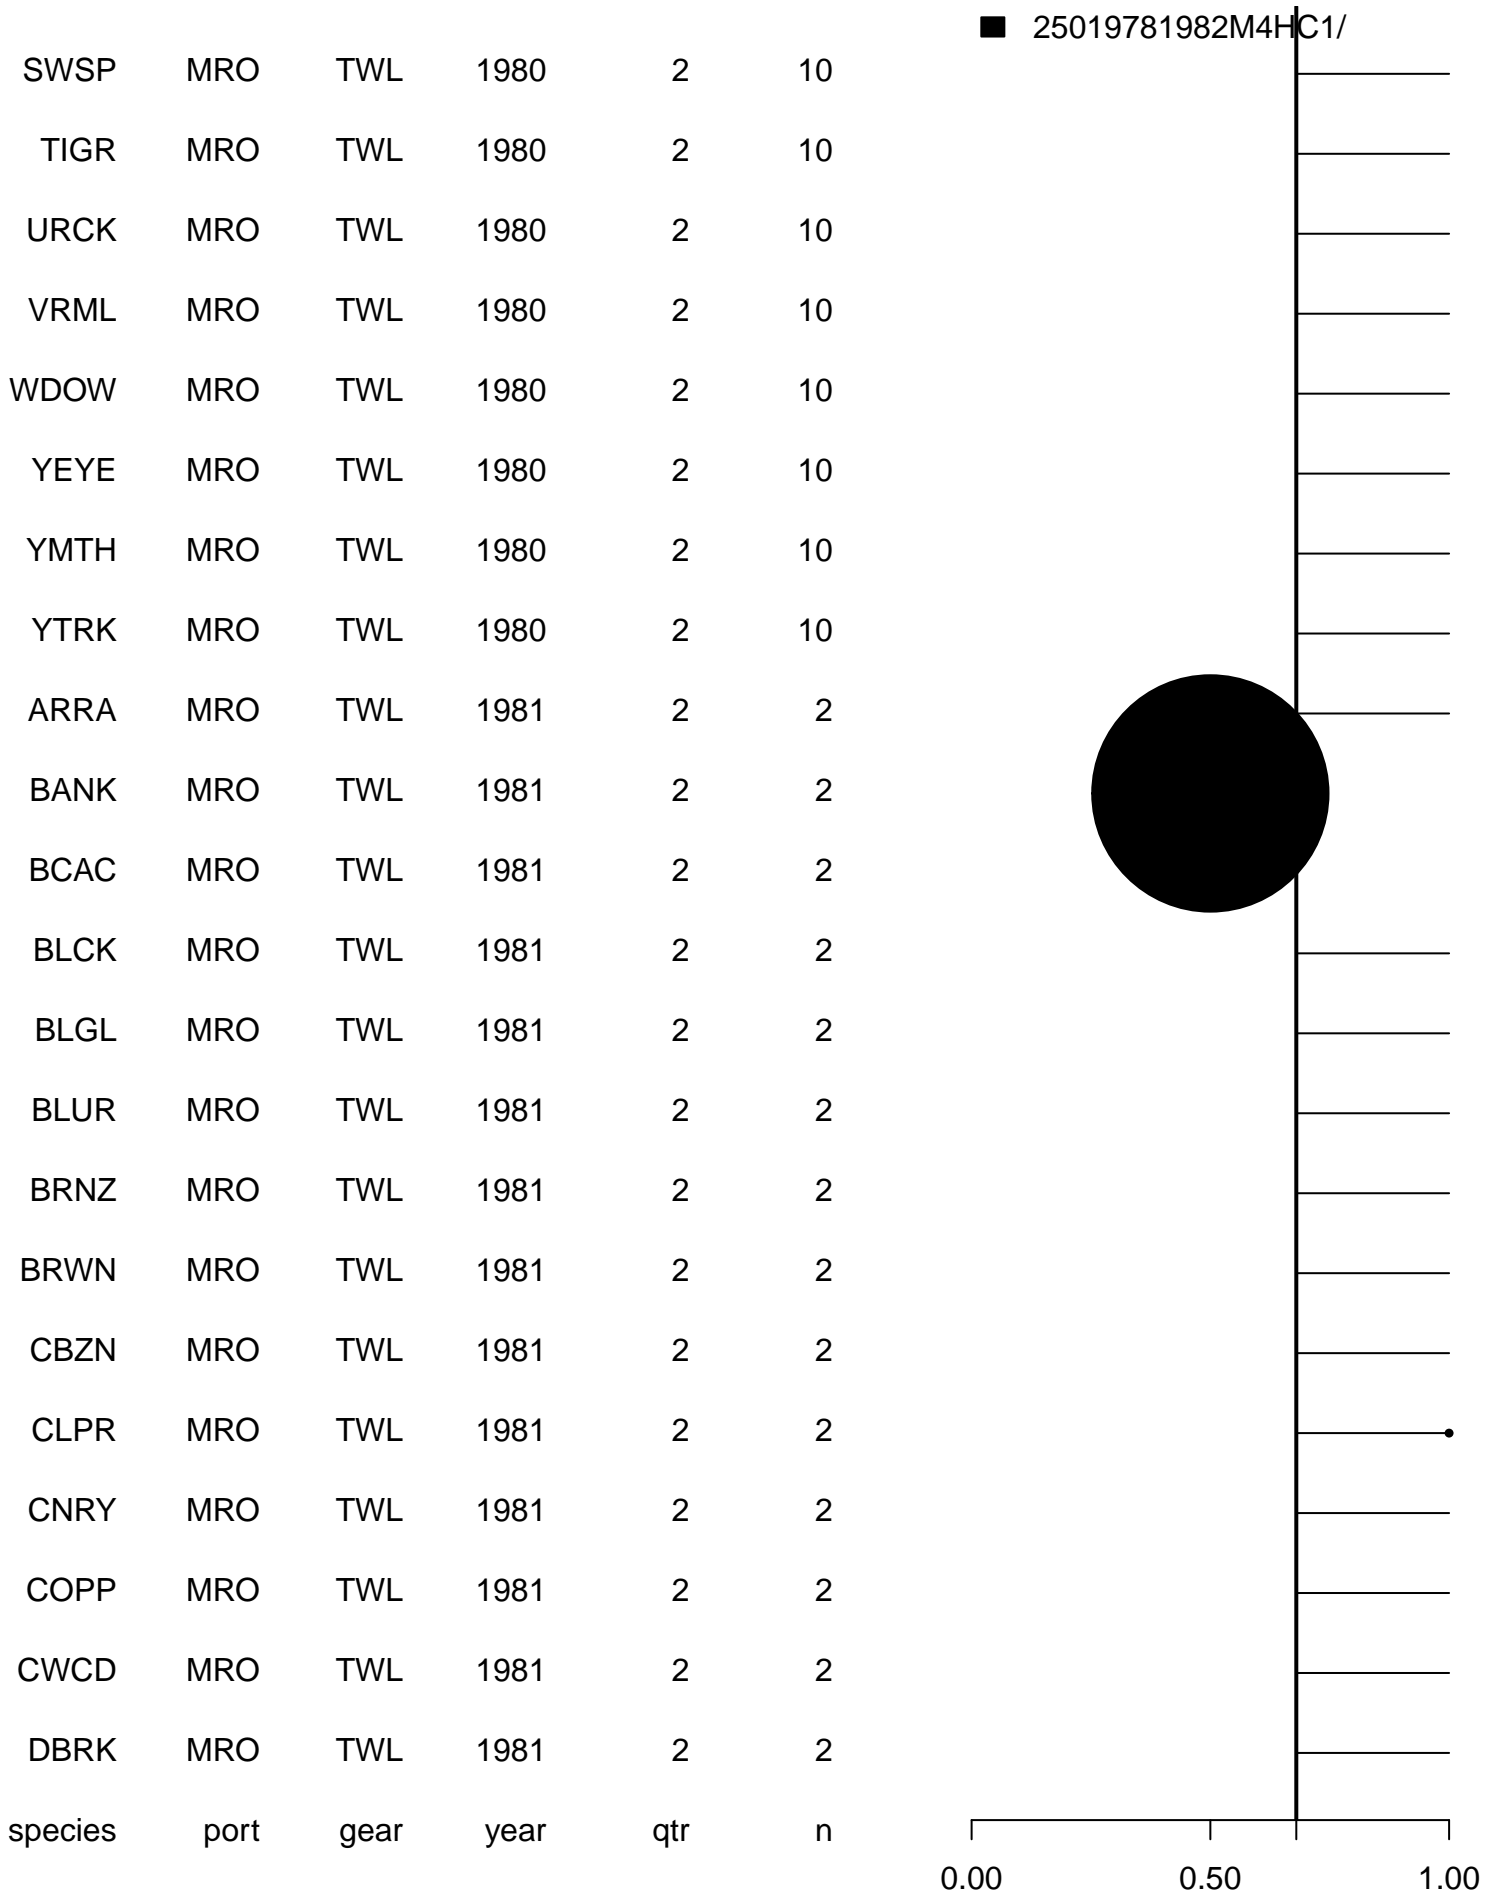 25019781982M4HC1/
SWSP MRO TWL 1980 2 10
TIGR MRO TWL 1980 2 10
URCK MRO TWL 1980 2 10
VRML MRO TWL 1980 2 10
WDOW MRO TWL 1980 2 10
YEYE MRO TWL 1980 2 10
YMTH MRO TWL 1980 2 10
YTRK MRO TWL 1980 2 10
ARRA MRO TWL 1981 2 2
BANK MRO TWL 1981 2 2
BCAC MRO TWL 1981 2 2
BLCK MRO TWL 1981 2 2
BLGL MRO TWL 1981 2 2
BLUR MRO TWL 1981 2 2
BRNZ MRO TWL 1981 2 2
BRWN MRO TWL 1981 2 2
CBZN MRO TWL 1981 2 2
CLPR MRO TWL 1981 2 2
CNRY MRO TWL 1981 2 2
COPP MRO TWL 1981 2 2
CWCD MRO TWL 1981 2 2
DBRK MRO TWL 1981 2 2
species port gear year qtr n
0.00 0.50 1.00